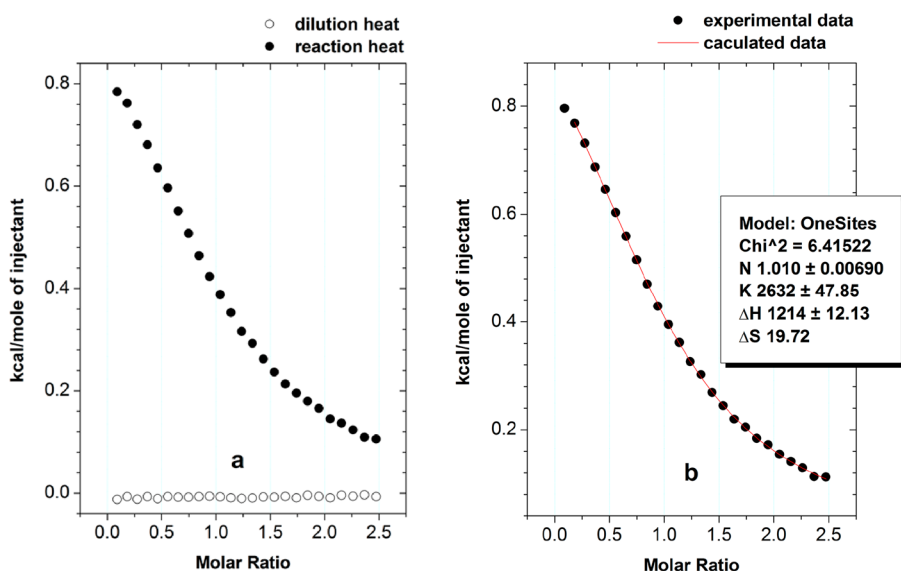 dilution heat
reaction heat
0.8
0.6
0.4
0.2
0.0
kcal/mole of injectant
a
0.0 0.5 1.0 1.5 2.0 2.5
Molar Ratio
experimental data
caculated data
0.8
0.4
0.2
kcal/mole of injectant
Model: OneSites
Chi^2 = 6.41522
N 1.010 ± 0.00690
K 2632 ± 47.85
ΔH 1214 ± 12.13
ΔS 19.72
b
0.0 0.5 1.0 1.5 2.0 2.5
Molar Ratio